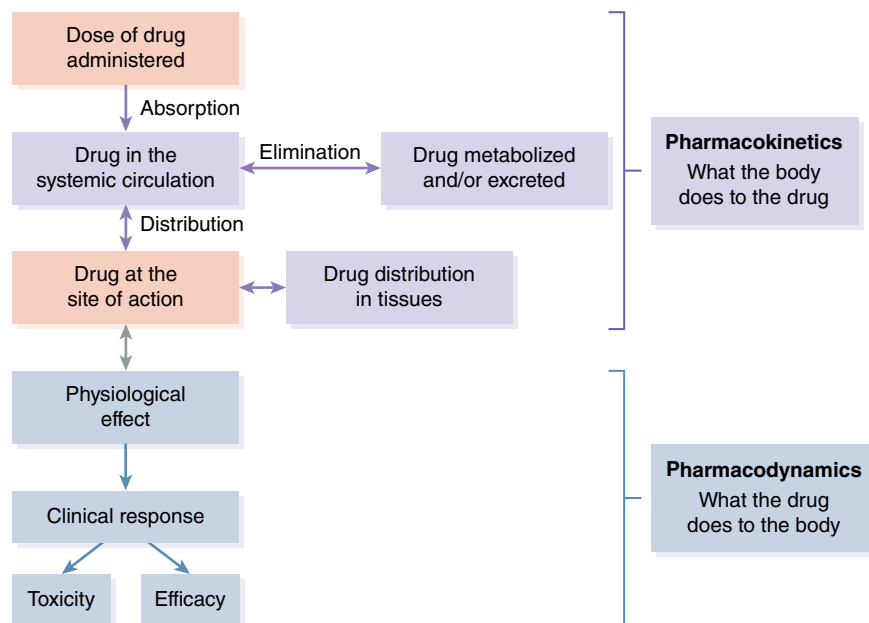 Dose of drug
administered
Absorption
Drug in the
systemic circulation
Elimination
Drug metabolized
and/or excreted
Distribution
Drug at the
site of action
Drug distribution
in tissues
Pharmacokinetics
What the body
does to the drug
Physiological
effect
Clinical response
Toxicity
Efficacy
Pharmacodynamics
What the drug
does to the body